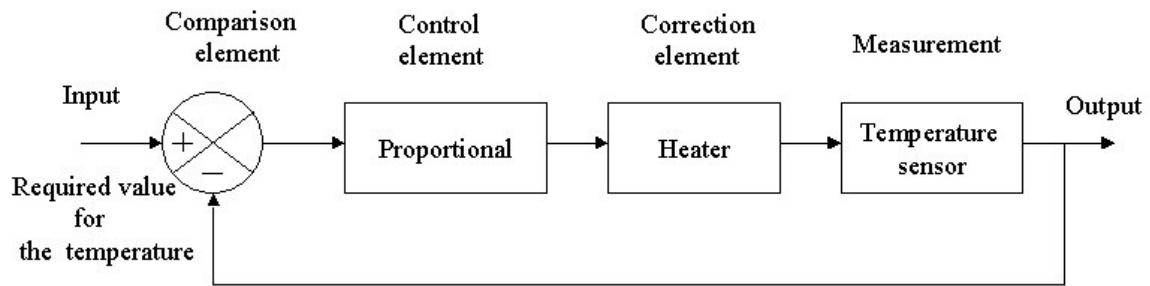 Comparison
element
Control
element
Correction
element
Measurement
Input
Output
+
−
Proportional
Heater
Temperature
sensor
Required value
for
the temperature